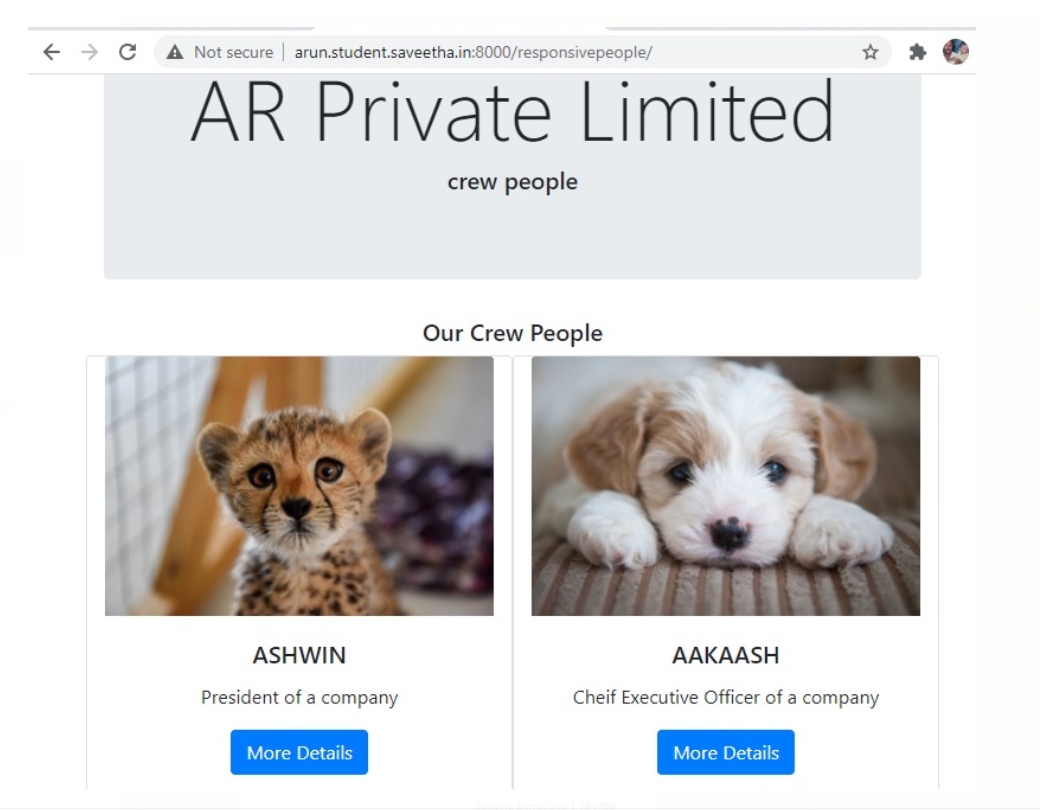 Not secure arun.student.saveetha.in:8000/responsivepeople/
AR Private Limited
crew people
Our Crew People
ASHWIN
AAKAASH
President of a company
Cheif Executive Officer of a company
More Details
More Details